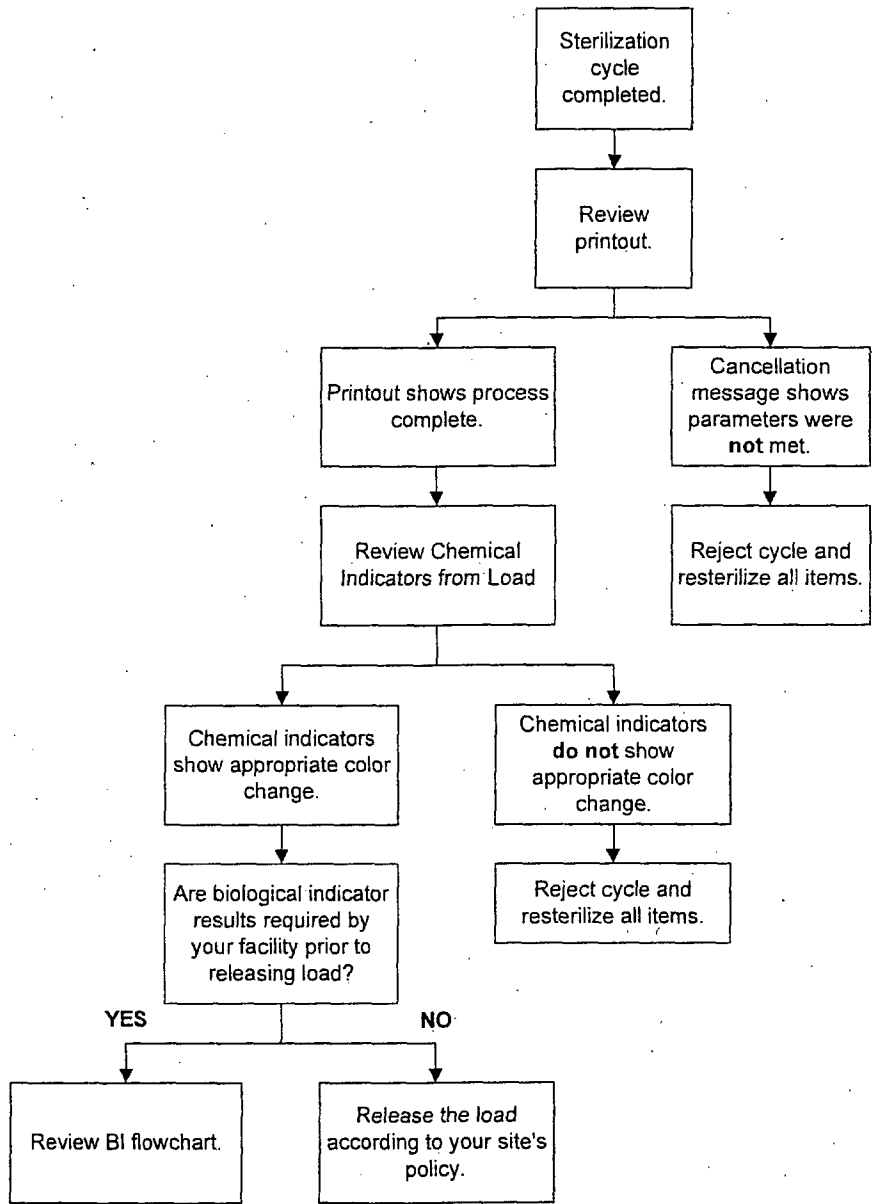 Sterilization
cycle
completed.
Review
printout.
Printout shows process
complete.
Cancellation
message shows
parameters were
not met.
Review Chemical
Indicators from Load
Reject cycle and
resterilize all items.
Chemical indicators
show appropriate color
change.
Chemical indicators
do not show
appropriate color
change.
Are biological indicator
results required by
your facility prior to
releasing load?
Reject cycle and
resterilize all items.
YES
NO
Review BI flowchart.
Release the load
according to your site's
policy.